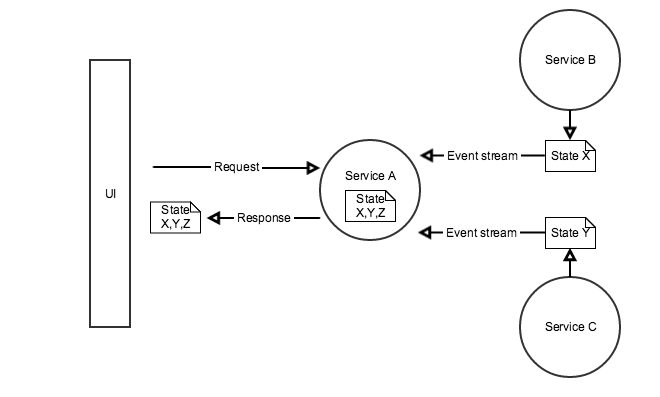 Service B
Event stream
State X
UI
Request
Service A
State
X,Y,Z
State
X,Y,Z
Response
Event stream
State Y
Service C